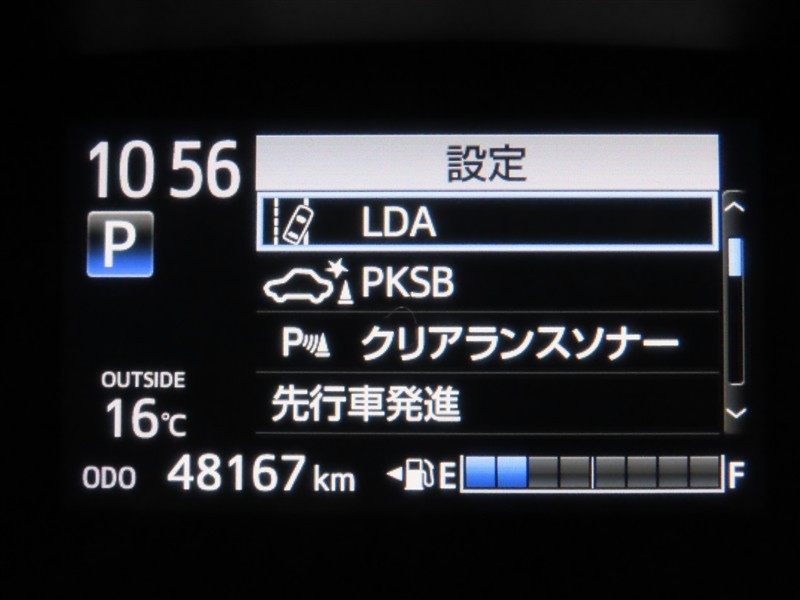 10 56
設定
P
LDA
PKSB
P クリアランスソナー
先行車発進
OUTSIDE
16℃
ODO 48167 km
E F